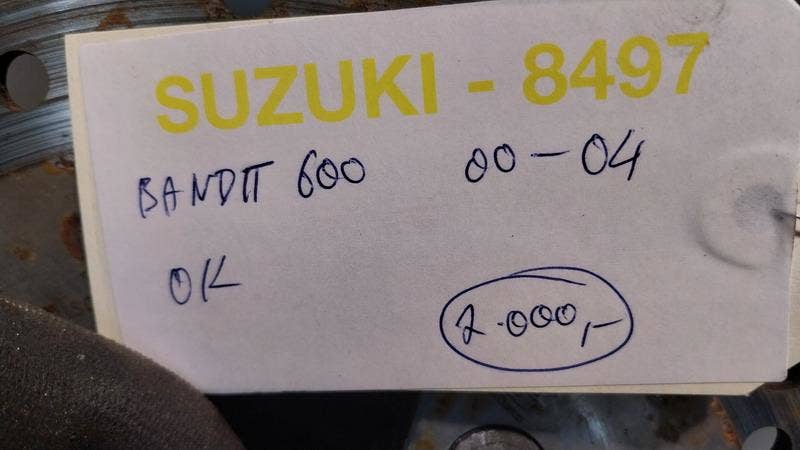 SUZUKI - 8497
BANDIT 600 00-04
OK
2.000,-